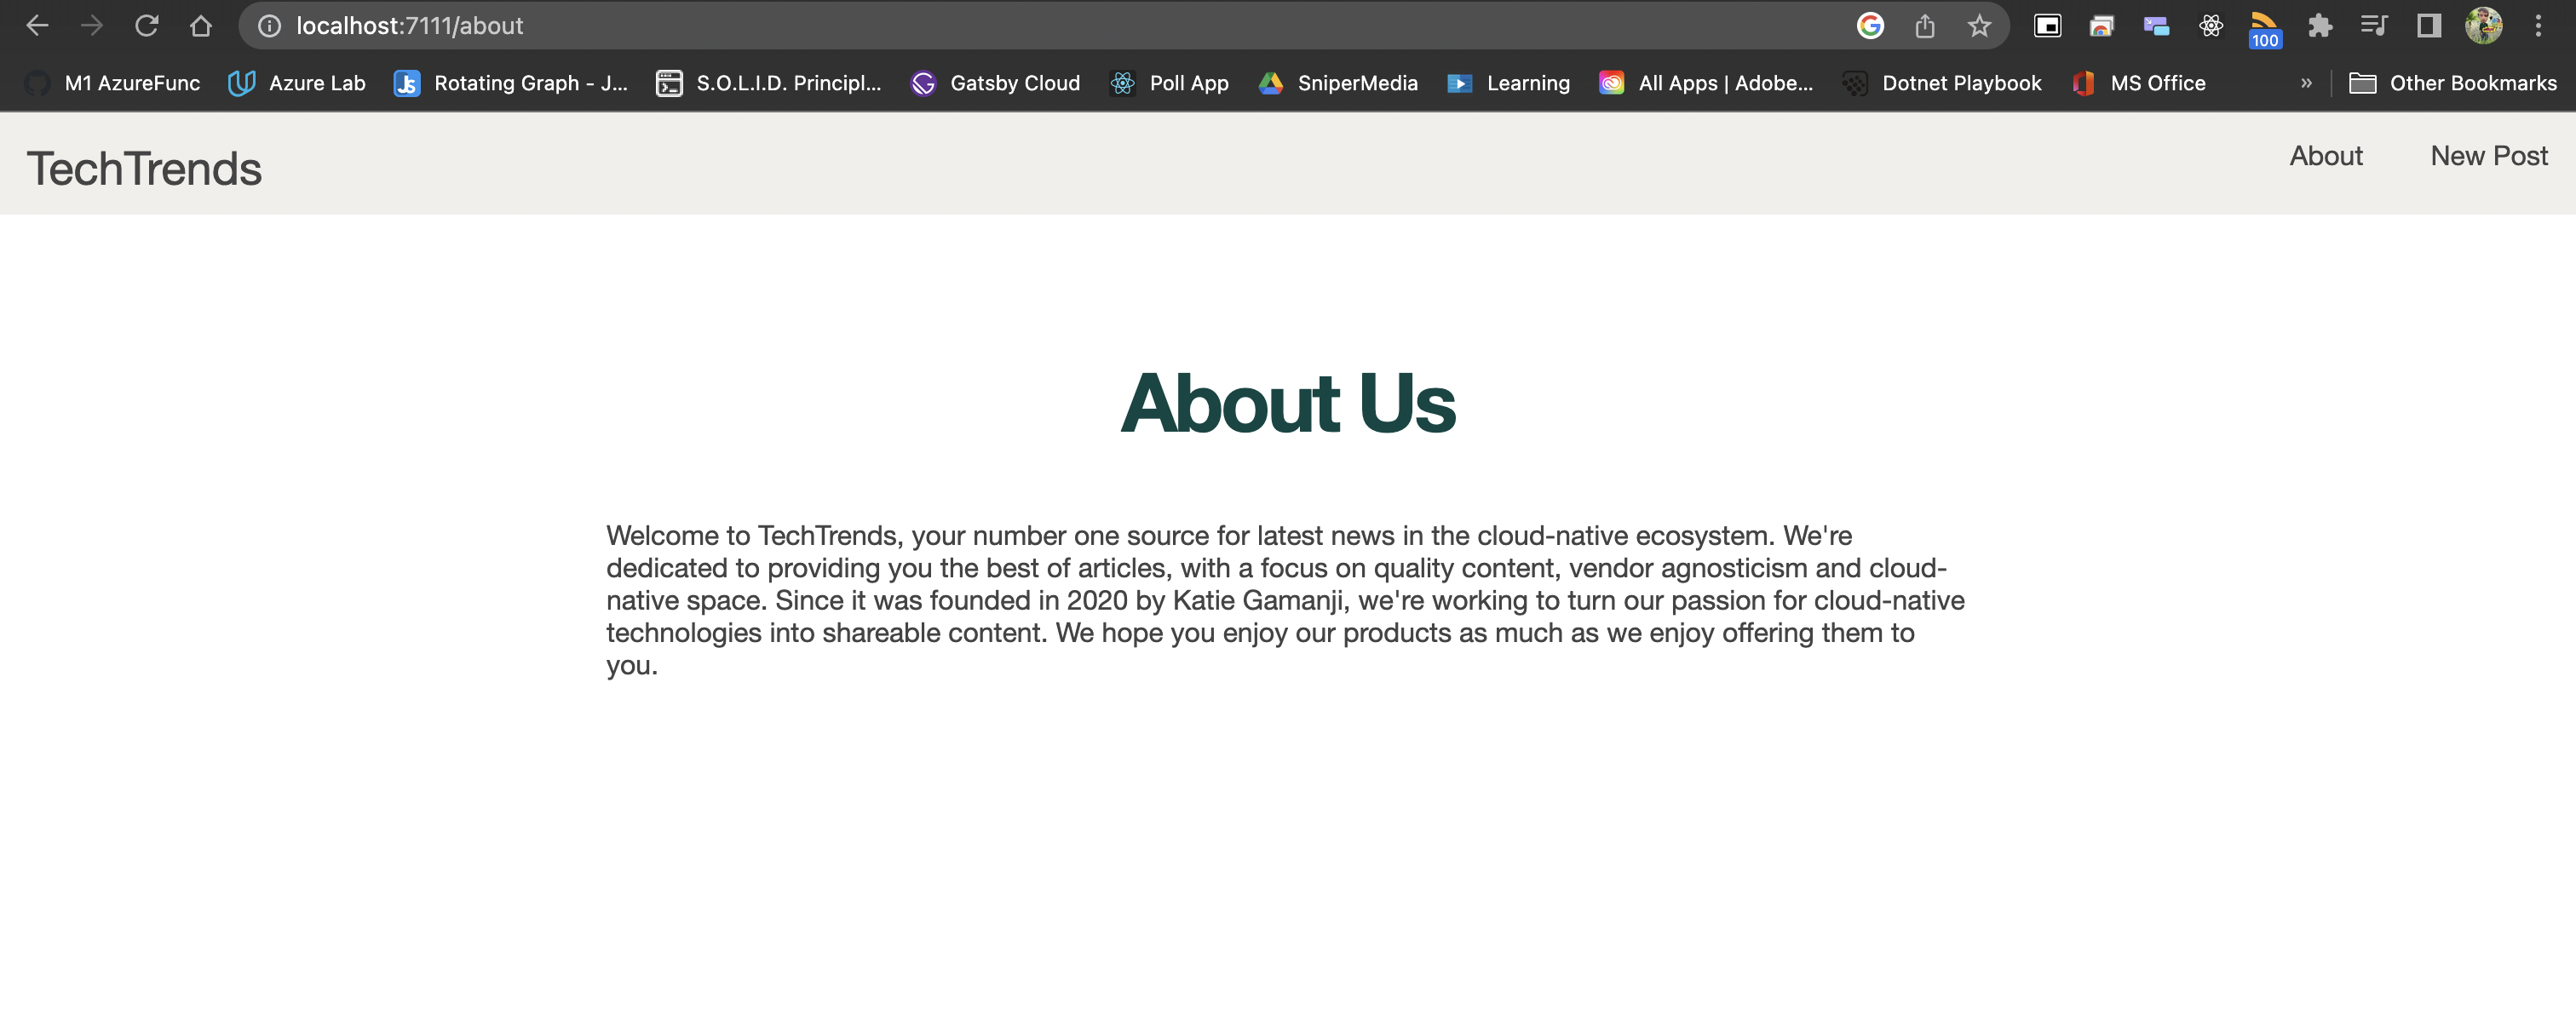 localhost:7111/about
100
M1 AzureFunc Azure Lab Rotating Graph - J... S.O.L.I.D. Principl... Gatsby Cloud Poll App SniperMedia Learning All Apps | Adobe... Dotnet Playbook MS Office » Other Bookmarks
TechTrends About New Post
About Us
Welcome to TechTrends, your number one source for latest news in the cloud-native ecosystem. We're
dedicated to providing you the best of articles, with a focus on quality content, vendor agnosticism and cloud-
native space. Since it was founded in 2020 by Katie Gamanji, we're working to turn our passion for cloud-native
technologies into shareable content. We hope you enjoy our products as much as we enjoy offering them to
you.